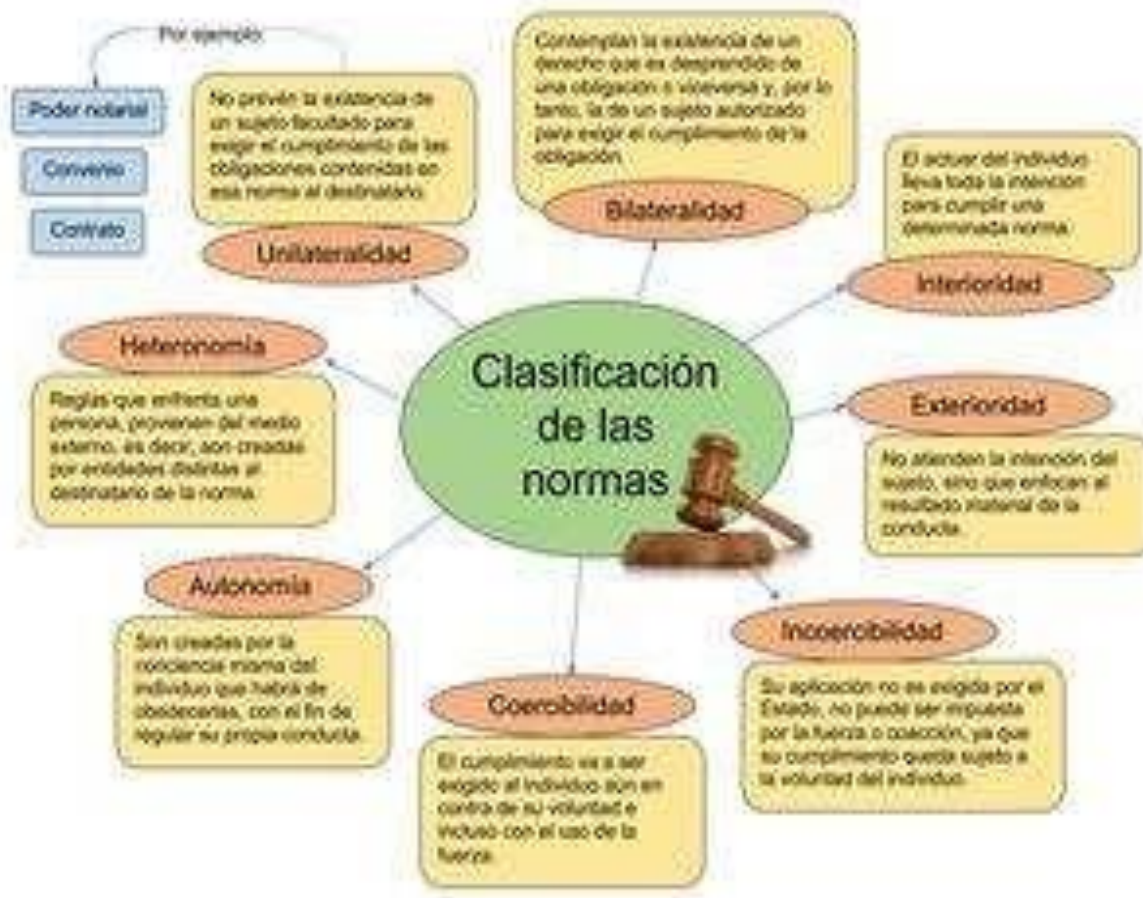 Por ejemplo
Poder notarial
Convenio
Contrato
No prevén la existencia de
un sujeto facultado para
exigir el cumplimiento de las
obligaciones contenidas en
esa norma al destinatario.
Unilateralidad
Contemplan la existencia de un
derecho que es desprendido de
una obligación o viceversa y, por lo
tanto, la de un sujeto autorizado
para exigir el cumplimiento de la
obligación.
Bilateralidad
El actuar del individuo
lleva toda la intención
para cumplir una
determinada norma.
Interioridad
Clasificación
de las
normas
Heteronomía
Reglas que enfrenta una
persona, provienen del medio
externo, es decir, son creadas
por entidades distintas al
destinatario de la norma.
Exterioridad
No atienden la intención del
sujeto, sino que enfocan al
resultado material de la
conducta.
Autonomía
Son creadas por la
conciencia misma del
individuo que habrá de
obedecerlas, con el fin de
regular su propia conducta.
Coercibilidad
El cumplimiento va a ser
exigido al individuo aún en
contra de su voluntad e
incluso con el uso de la
fuerza.
Incoercibilidad
Su aplicación no es exigida por el
Estado, no puede ser impuesta
por la fuerza o coacción, ya que
su cumplimiento queda sujeto a
la voluntad del individuo.